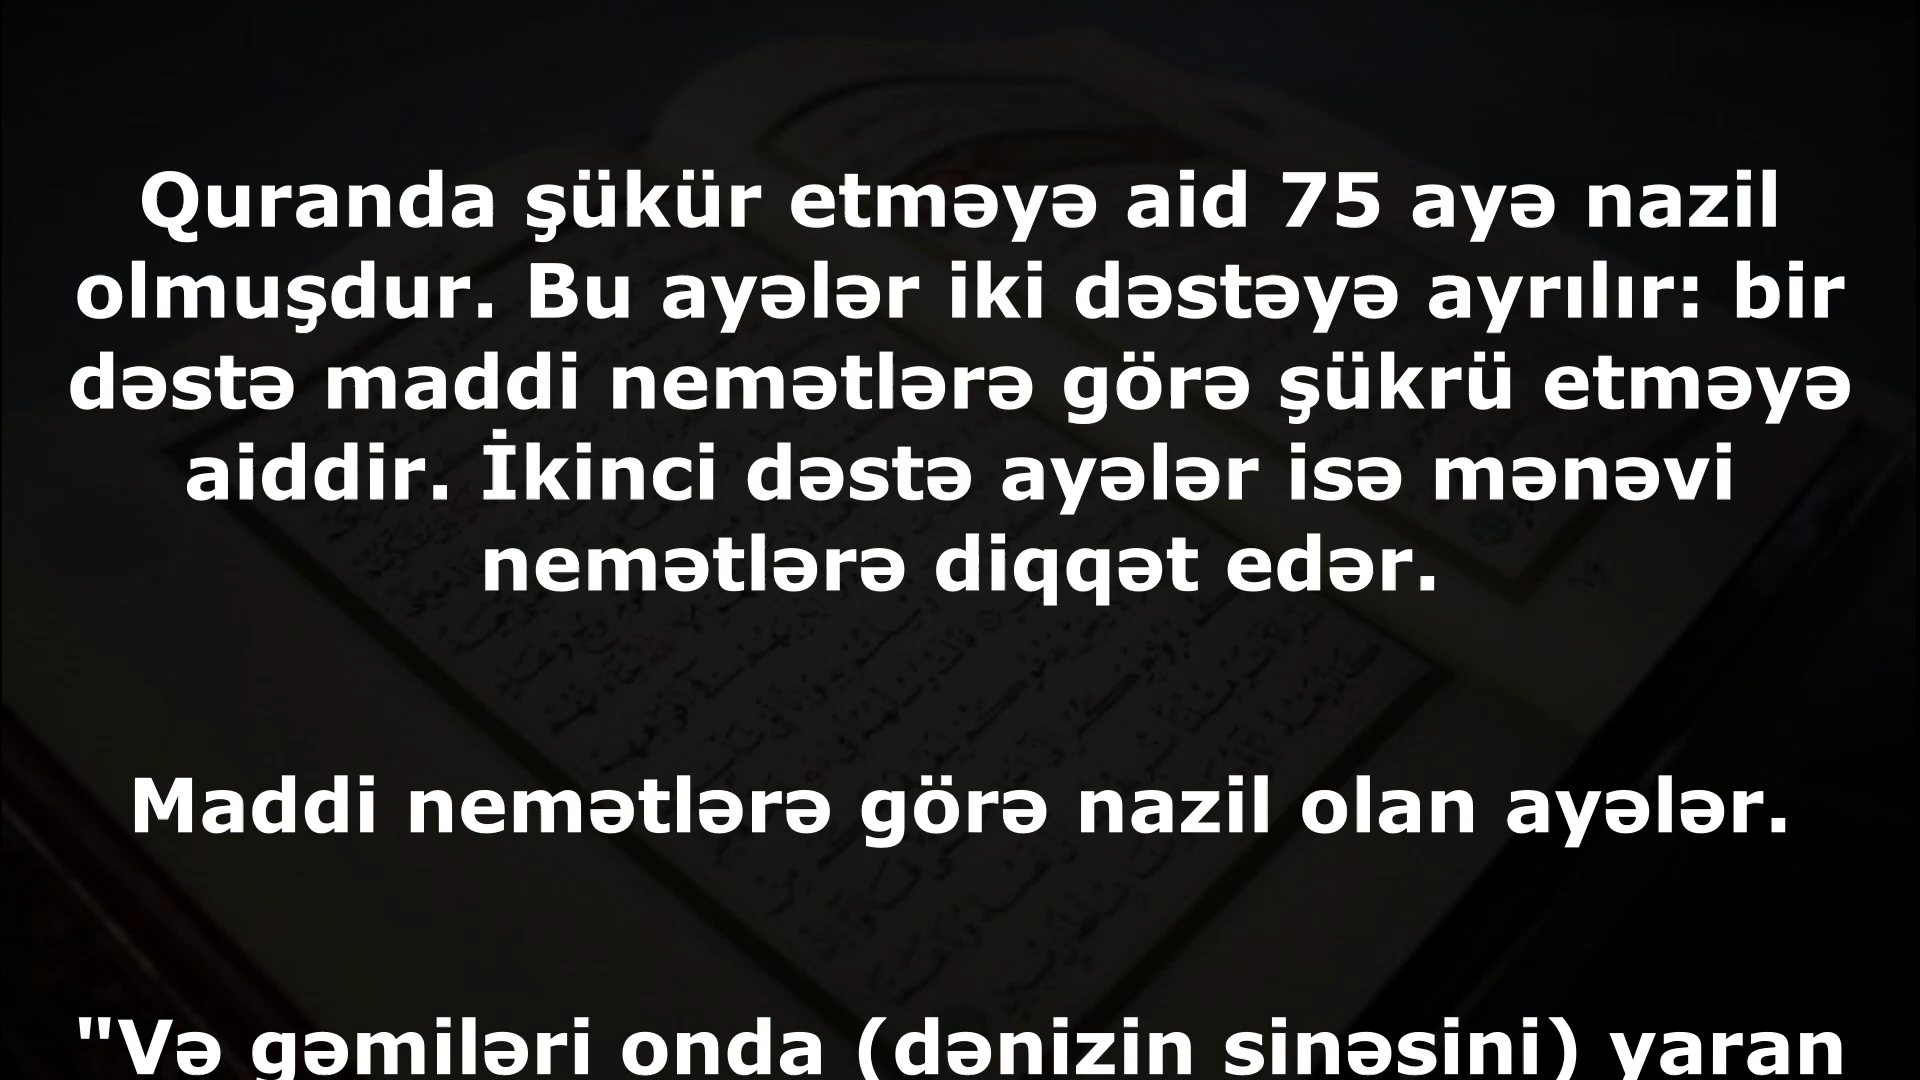 Quranda şükür etməyə aid 75 ayə nazil
olmuşdur. Bu ayələr iki dəstəyə ayrılır: bir
dəstə maddi nemətlərə görə şükrü etməyə
aiddir. İkinci dəstə ayələr isə mənəvi
nemətlərə diqqət edər.
Maddi nemətlərə görə nazil olan ayələr.
"Və gəmiləri onda (dənizin sinəsini) yaran